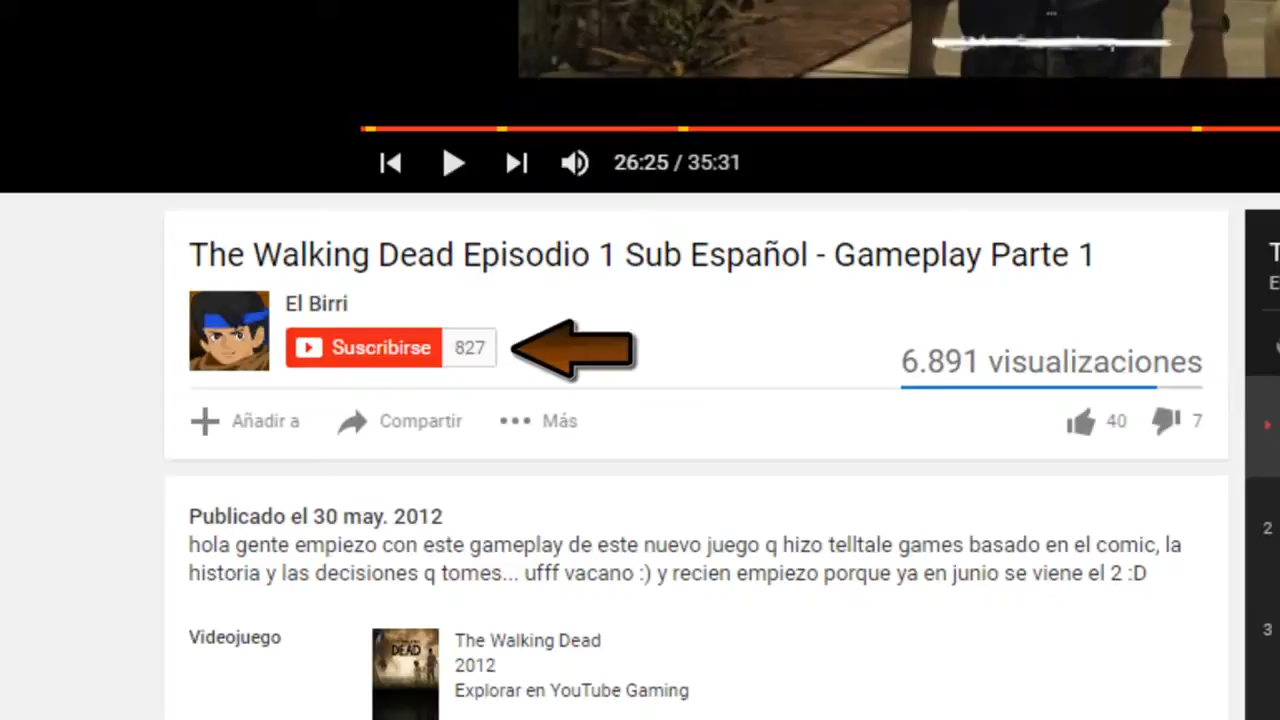 26:25 / 35:31
The Walking Dead Episodio 1 Sub Español - Gameplay Parte 1
El Birri
Suscribirse 827
6.891 visualizaciones
Añadir a Compartir Más 40 7
Publicado el 30 may. 2012
hola gente empiezo con este gameplay de este nuevo juego q hizo telltale games basado en el comic, la
historia y las decisiones q tomes... ufff vacano :) y recien empiezo porque ya en junio se viene el 2 :D
2
Videojuego
The Walking Dead
2012
Explorar en YouTube Gaming
DEAD
3
T
E